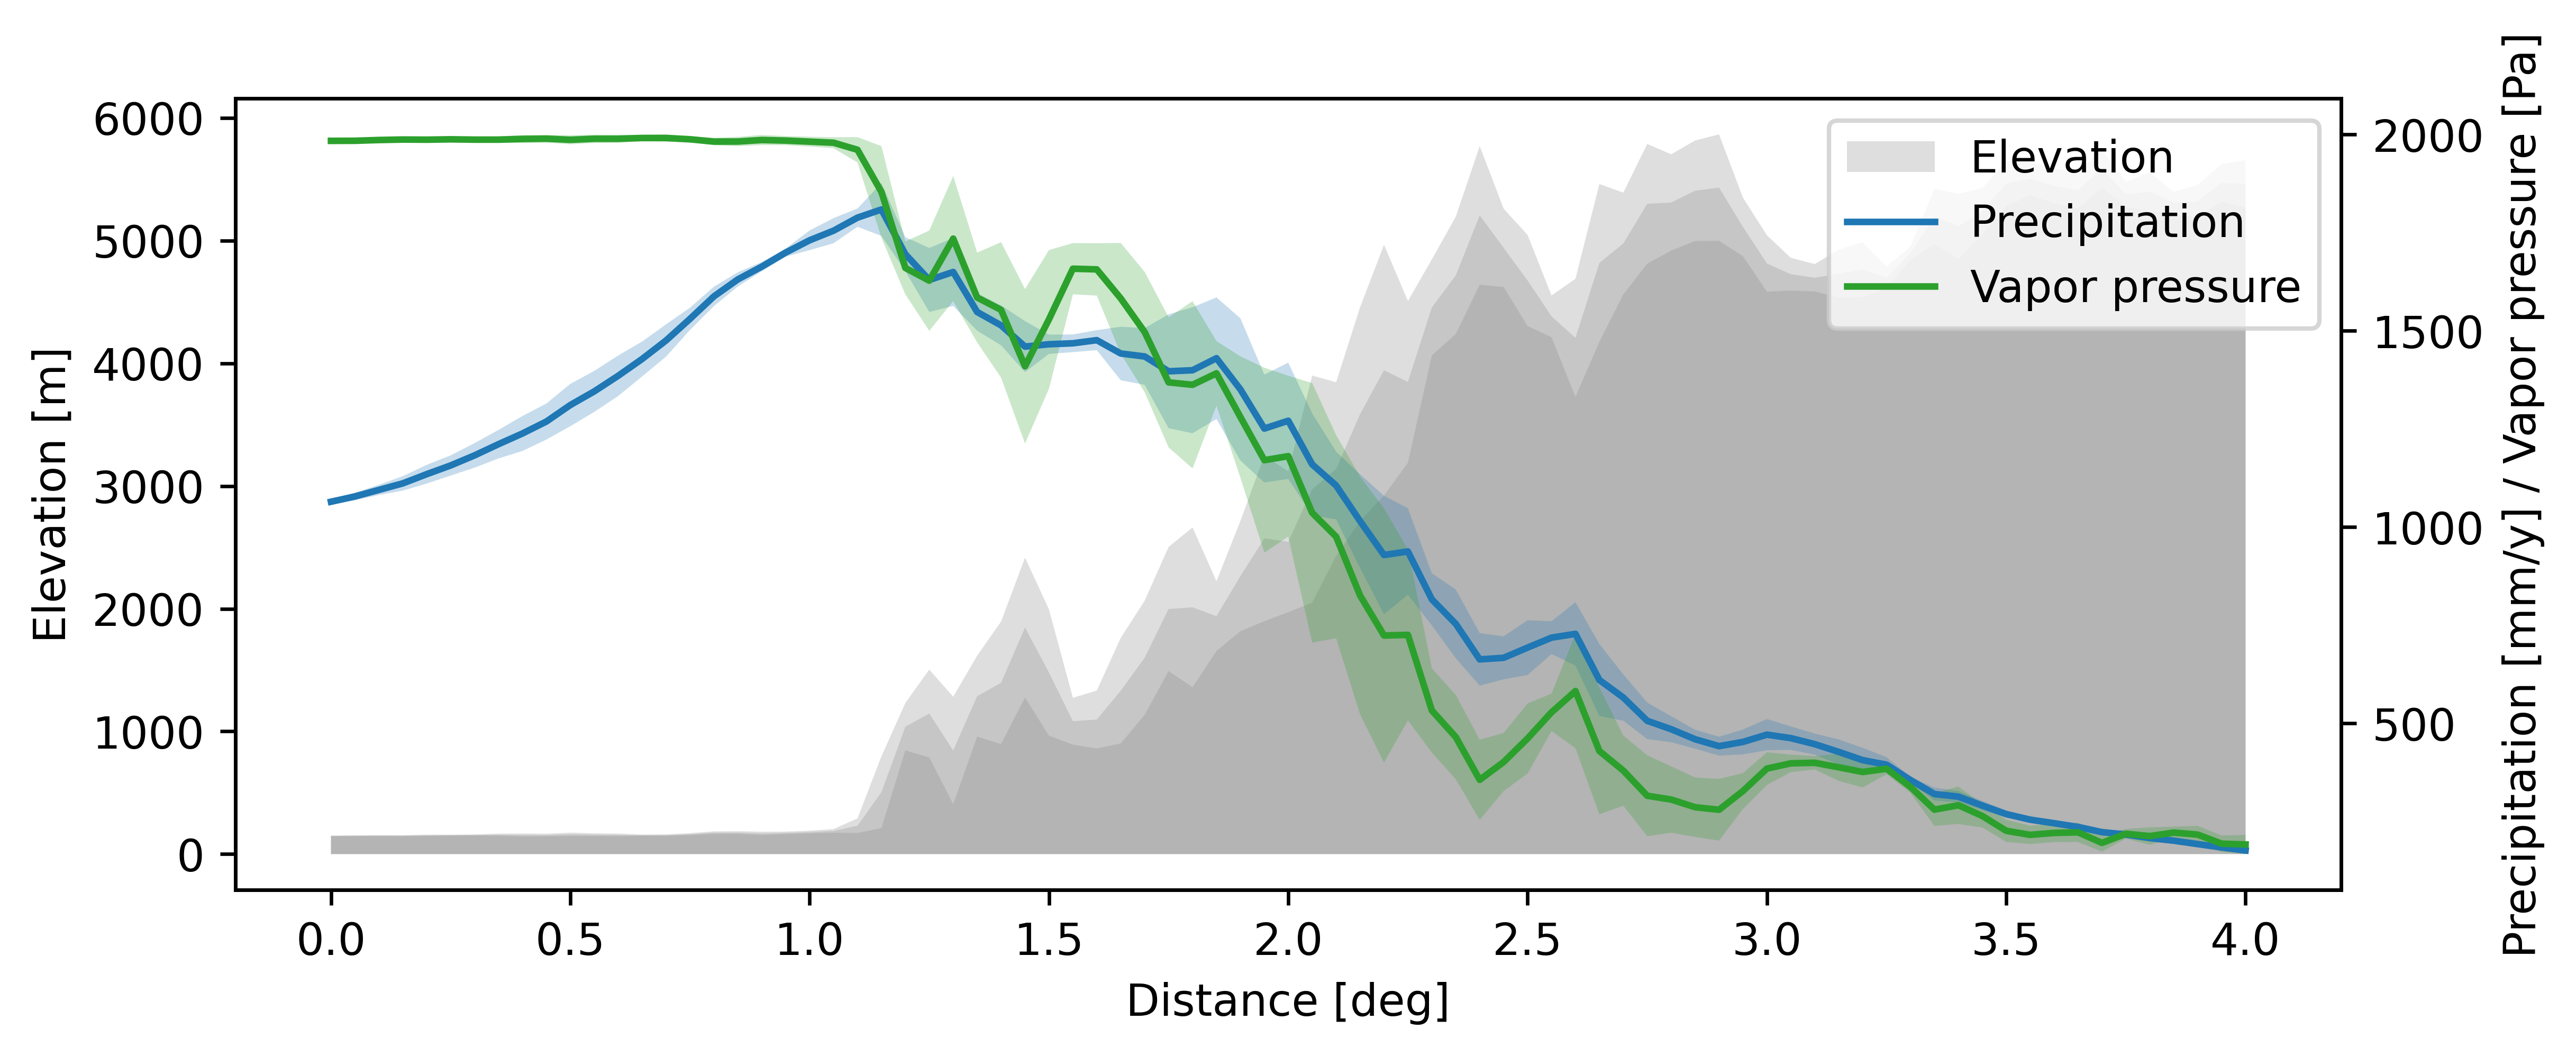 Elevation [m]
6000
5000
4000
3000
2000
1000
0
0.0 0.5 1.0 1.5 2.0 2.5 3.0 3.5 4.0
Distance [deg]
Elevation
Precipitation
Vapor pressure
2000
1500
1000
500
Precipitation [mm/y] / Vapor pressure [Pa]